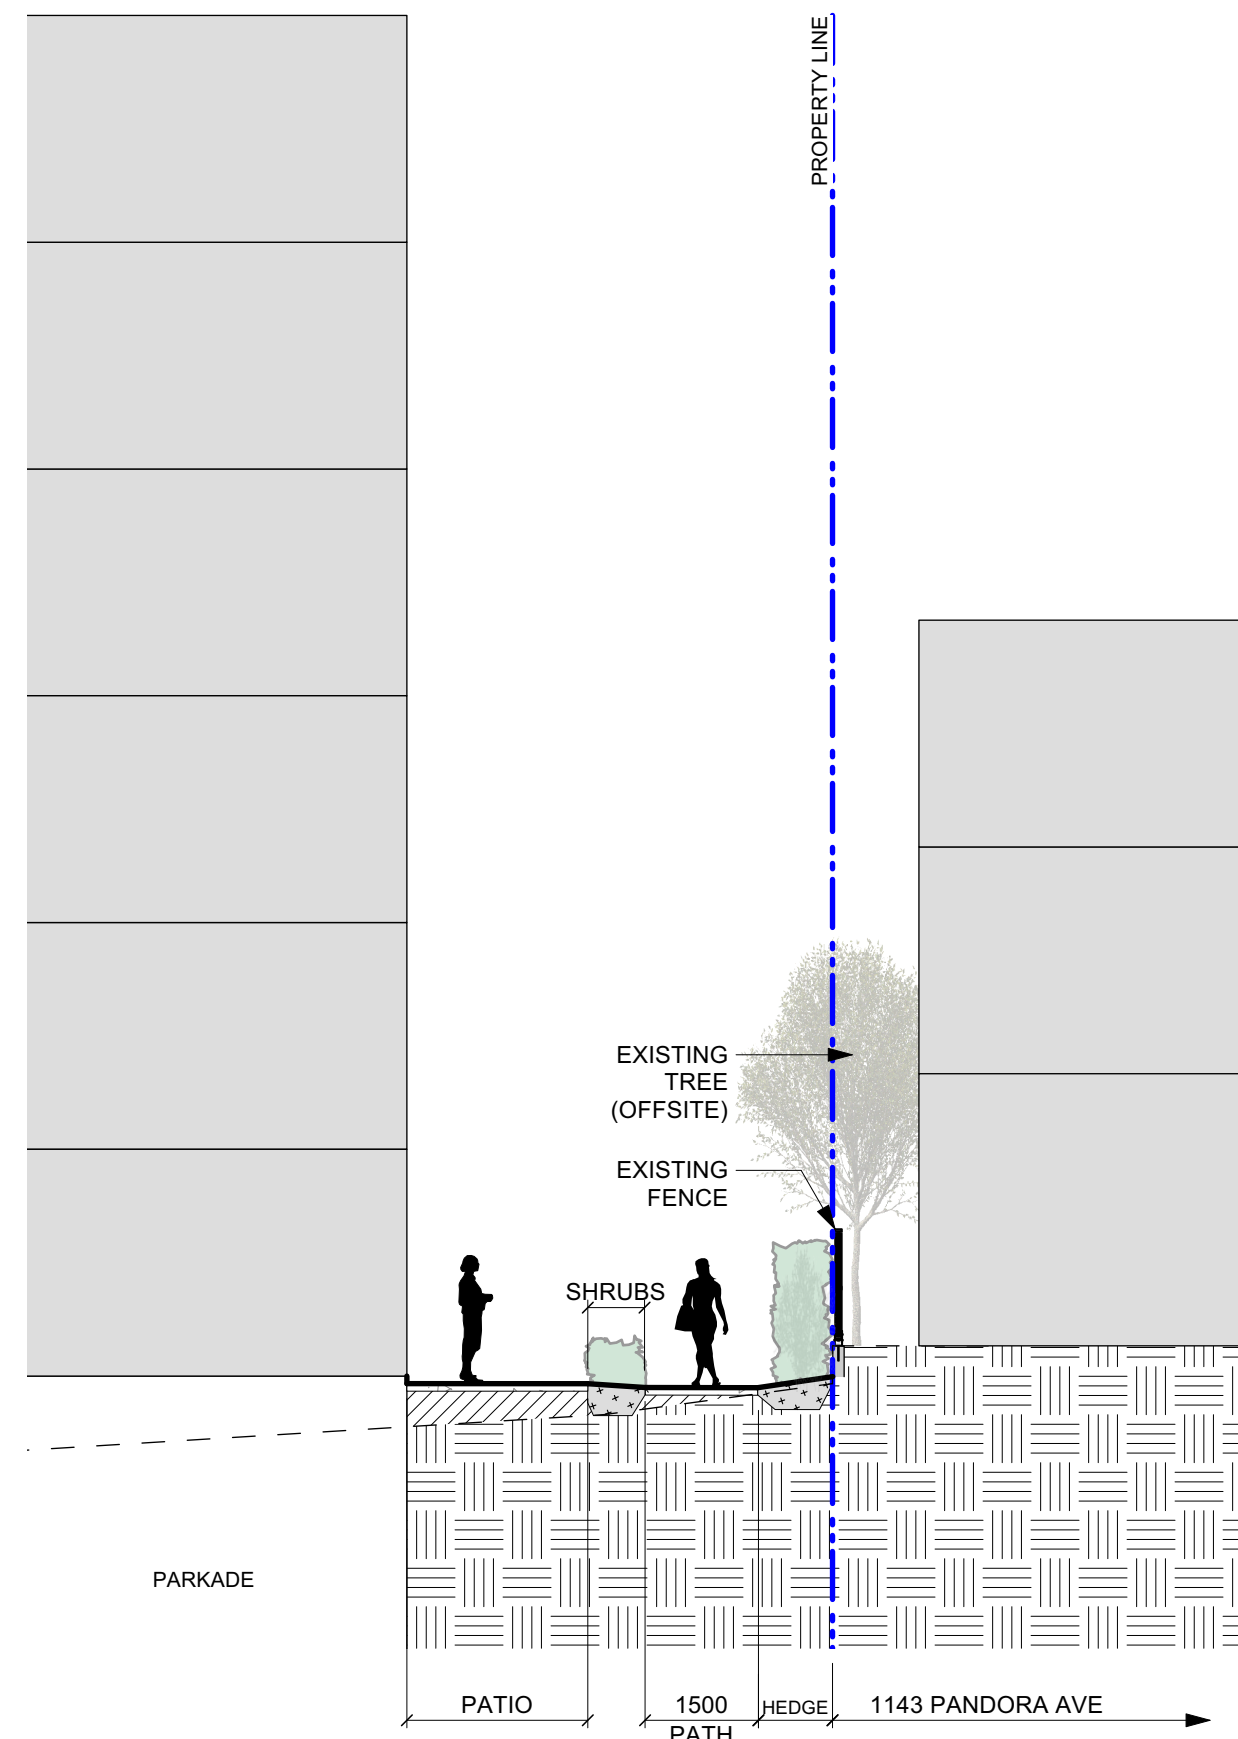 PROPERTY LINE
EXISTING
TREE
(OFFSITE)
EXISTING
FENCE
SHRUBS
PARKADE
PATIO
1500
PATH
HEDGE
1143 PANDORA AVE